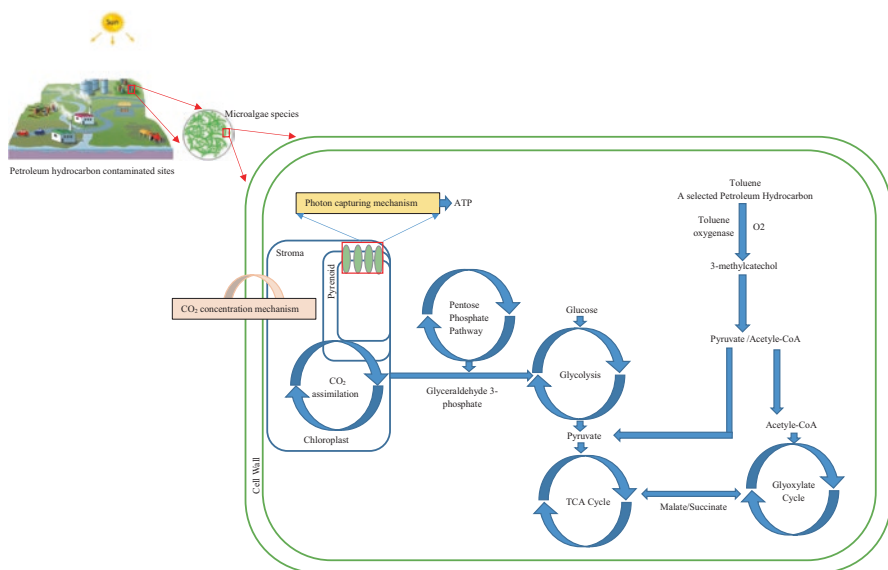 Sun
Microalgae species
Petroleum hydrocarbon contaminated sites
Photon capturing mechanism
ATP
Toluene
A selected Petroleum Hydrocarbon
Toluene
oxygenase
O2
3-methylcatechol
Stroma
Pyrenoid
CO₂ concentration mechanism
Pentose
Phosphate
Pathway
Glucose
Pyruvate /Acetyle-CoA
CO₂
assimilation
Glycolysis
Glyceraldehyde 3-
phosphate
Chloroplast
Pyruvate
Acetyle-CoA
Cell Wall
TCA Cycle
Malate/Succinate
Glyoxylate
Cycle